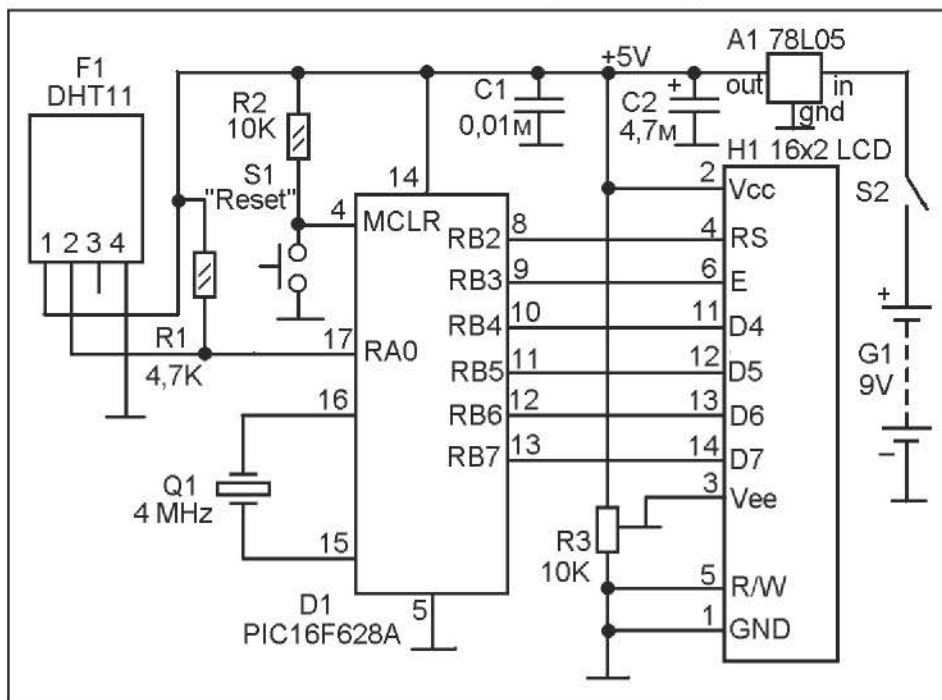 A1 78L05
F1
DHT11
+5V
out
in
gnd
R2
10K
C1
0,01м
C2
4,7м
H1 16x2 LCD
S1
"Reset"
14
2
Vcc
S2
4
MCLR
RB2
8
4
RS
1 2 3 4
RB3
9
6
E
+
RB4
10
11
D4
R1
4,7K
17
RA0
RB5
11
12
D5
G1
9V
16
RB6
12
13
D6
RB7
13
14
D7
–
Q1
4 MHz
3
Vee
15
R3
10K
5
R/W
D1
PIC16F628A
5
1
GND
+